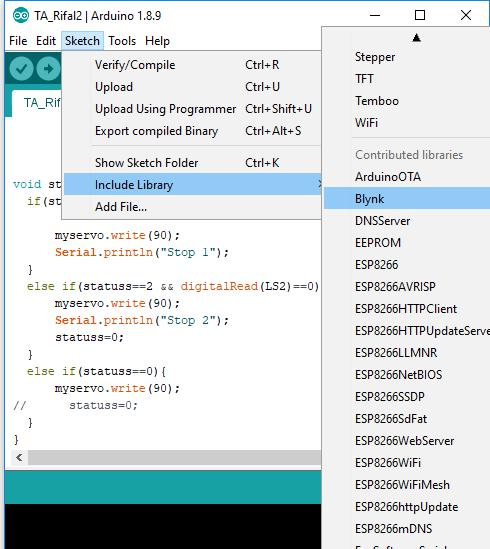 TA_Rifal2 | Arduino 1.8.9
File Edit Sketch Tools Help
TA_Rif
Verify/Compile Ctrl+R
Upload Ctrl+U
Upload Using Programmer Ctrl+Shift+U
Export compiled Binary Ctrl+Alt+S
Show Sketch Folder Ctrl+K
Include Library
Add File...
Stepper
TFT
Temboo
WiFi
Contributed libraries
ArduinoOTA
Blynk
DNSServer
EEPROM
ESP8266
ESP8266AVRISP
ESP8266HTTPClient
ESP8266HTTPUpdateServe
ESP8266LLMNR
ESP8266NetBIOS
ESP8266SSDP
ESP8266SdFat
ESP8266WebServer
ESP8266WiFi
ESP8266WiFiMesh
ESP8266httpUpdate
ESP8266mDNS
void st
if(st
myservo.write(90);
Serial.println("Stop 1");
}
else if(statuss==2 && digitalRead(LS2)==0)
myservo.write(90);
Serial.println("Stop 2");
statuss=0;
}
else if(statuss==0){
myservo.write(90);
// statuss=0;
}
}